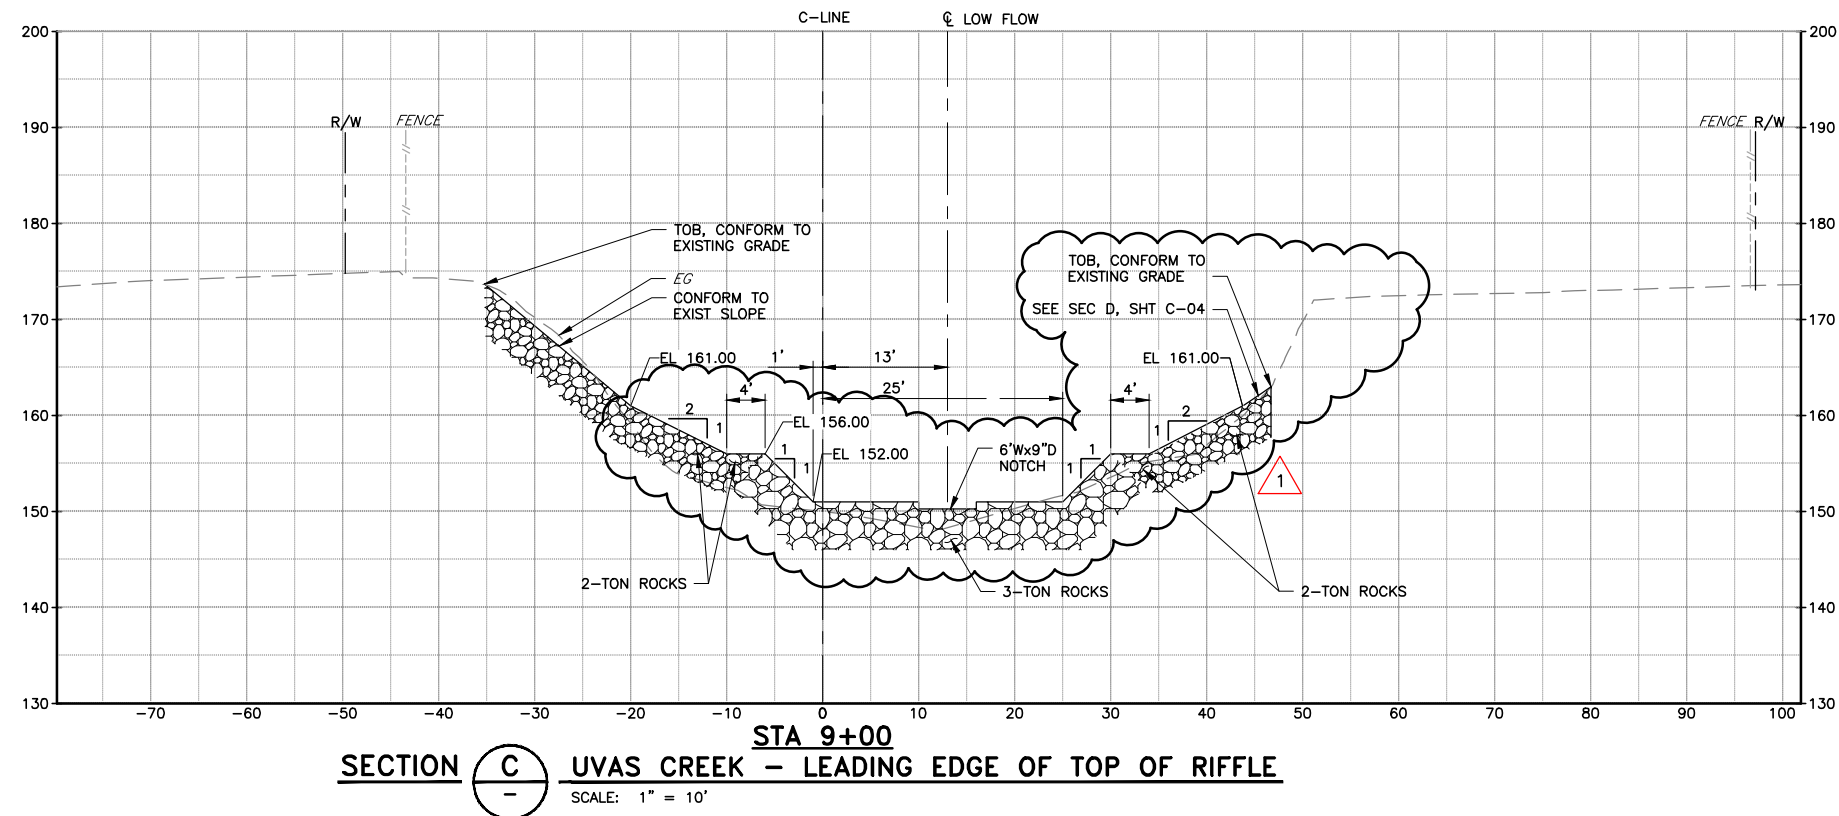 C-LINE
℄ LOW FLOW
200
200
190
R/W
FENCE
FENCE
R/W
190
180
TOB, CONFORM TO
EXISTING GRADE
180
EG
CONFORM TO
EXIST SLOPE
TOB, CONFORM TO
EXISTING GRADE
SEE SEC D, SHT C-04
170
170
EL 161.00
1'
13'
EL 161.00
4'
25'
4'
160
2
1
EL 156.00
1
2
160
1
1
EL 152.00
6'Wx9"D
NOTCH
1
1
1
150
150
2-TON ROCKS
3-TON ROCKS
2-TON ROCKS
140
140
130
130
-70
-60
-50
-40
-30
-20
-10
0
10
20
30
40
50
60
70
80
90
100
STA 9+00
SECTION C UVAS CREEK - LEADING EDGE OF TOP OF RIFFLE
-
SCALE: 1" = 10'